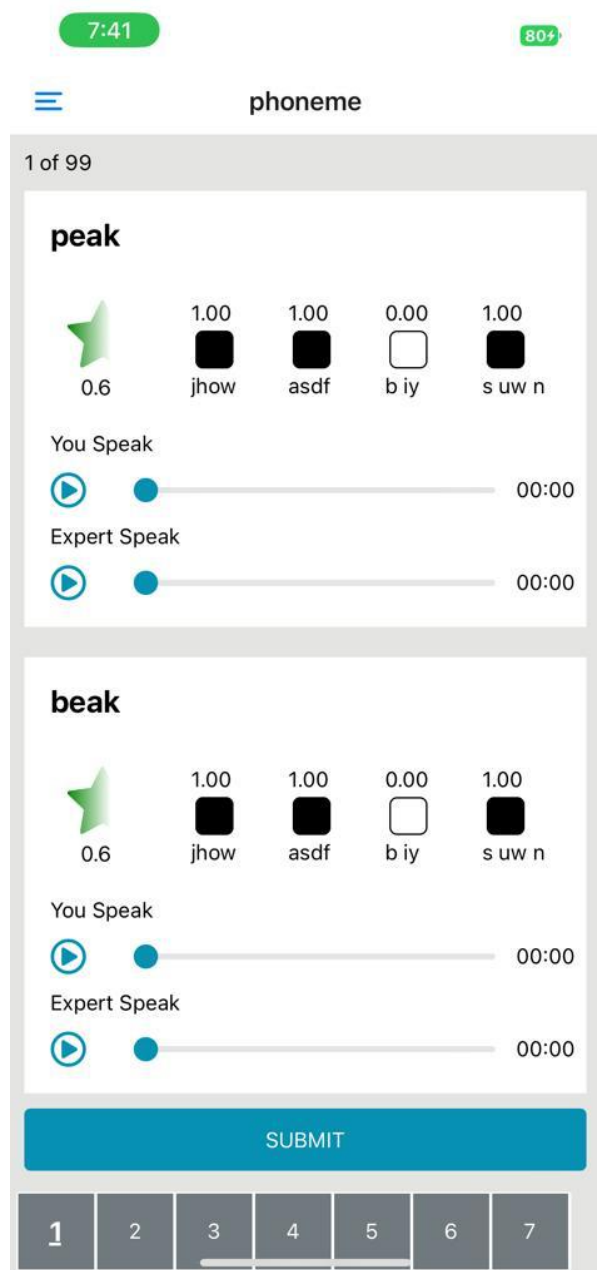 7:41 80
phoneme
1 of 99
peak
1.00 1.00 0.00 1.00
0.6 jhow asdf b iy s uw n
You Speak
00:00
Expert Speak
00:00
beak
1.00 1.00 0.00 1.00
0.6 jhow asdf b iy s uw n
You Speak
00:00
Expert Speak
00:00
SUBMIT
1 2 3 4 5 6 7